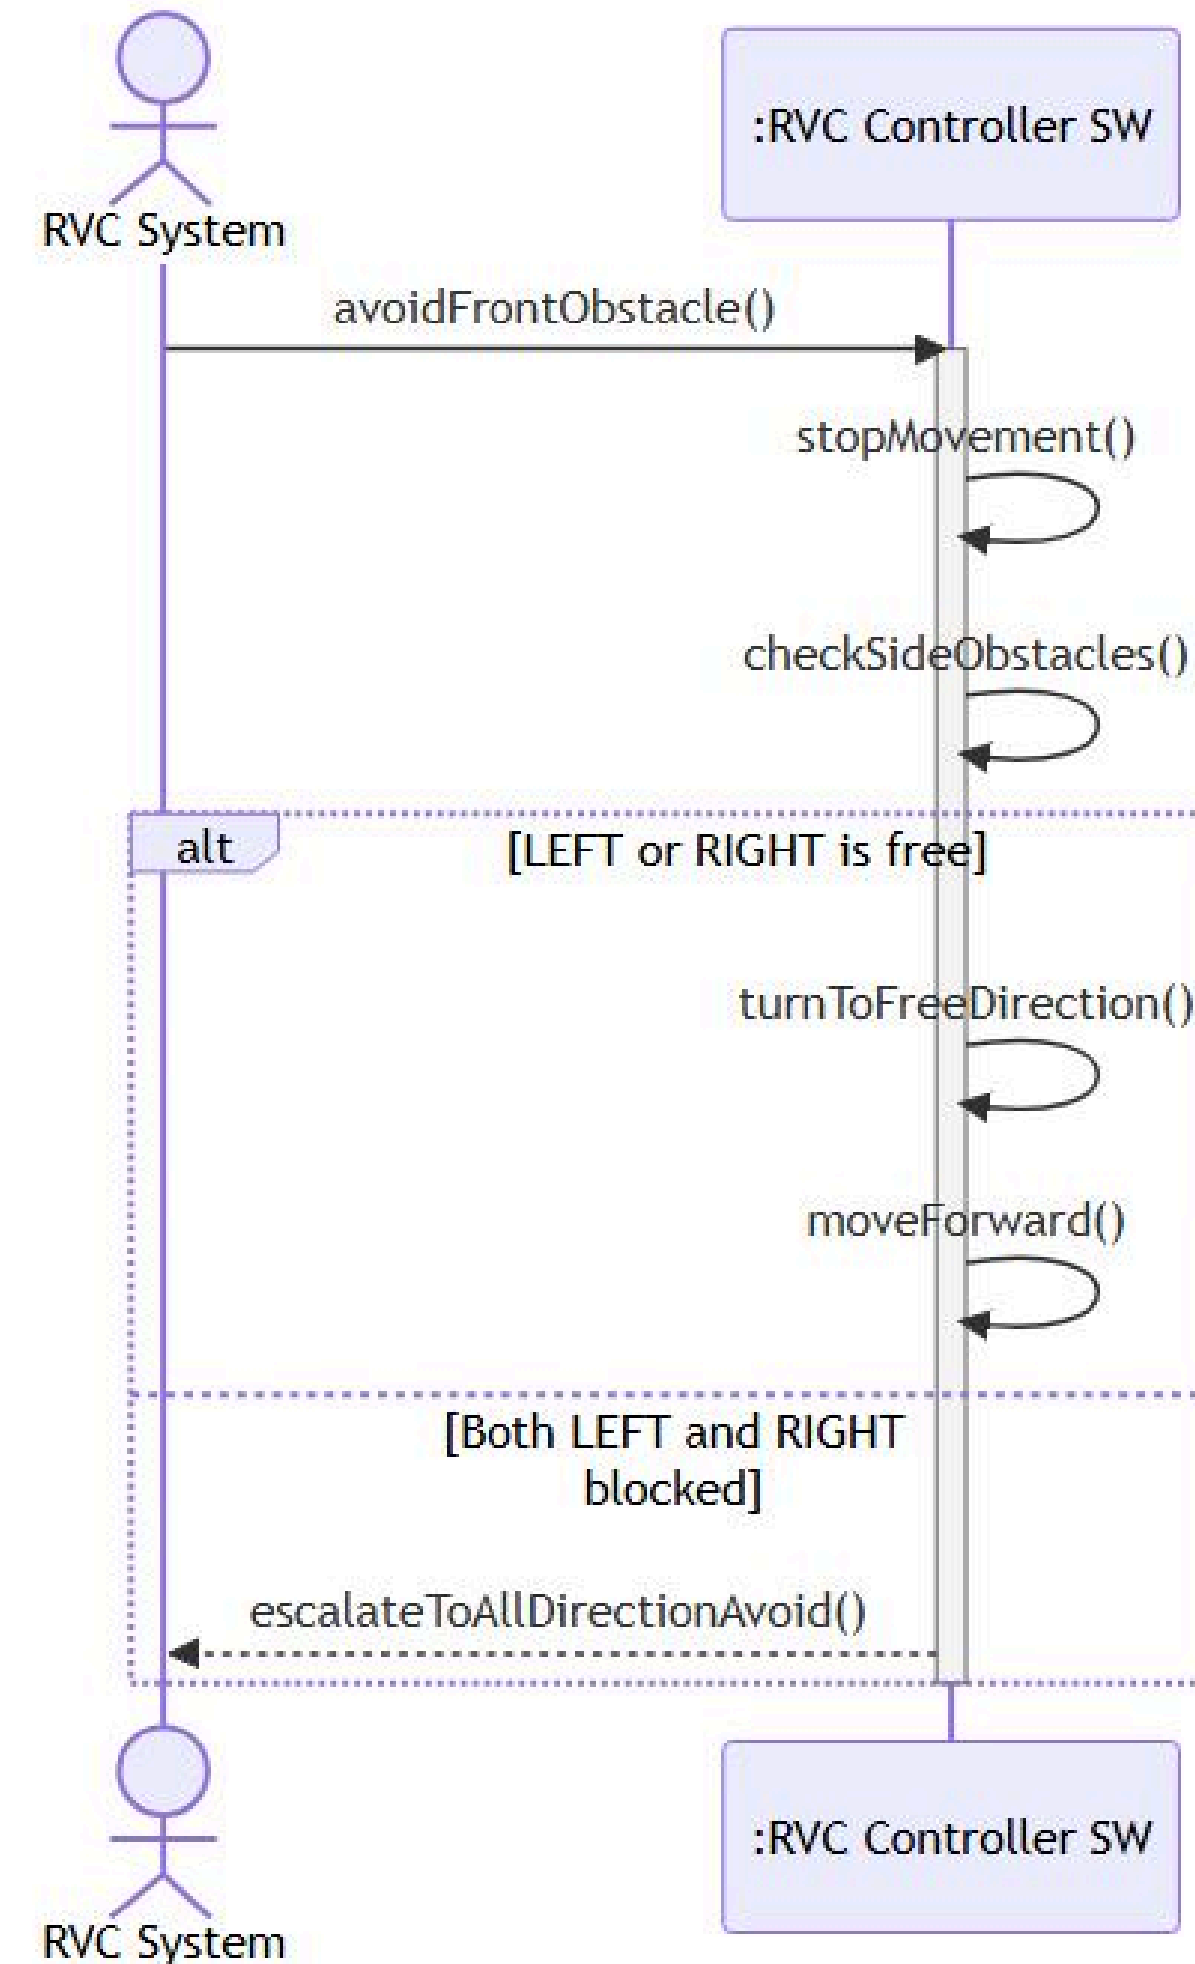 RVC System
:RVC Controller SW
avoidFrontObstacle()
stopMovement()
checkSideObstacles()
alt
[LEFT or RIGHT is free]
turnToFreeDirection()
moveForward()
[Both LEFT and RIGHT
blocked]
escalateToAllDirectionAvoid()
:RVC Controller SW
RVC System